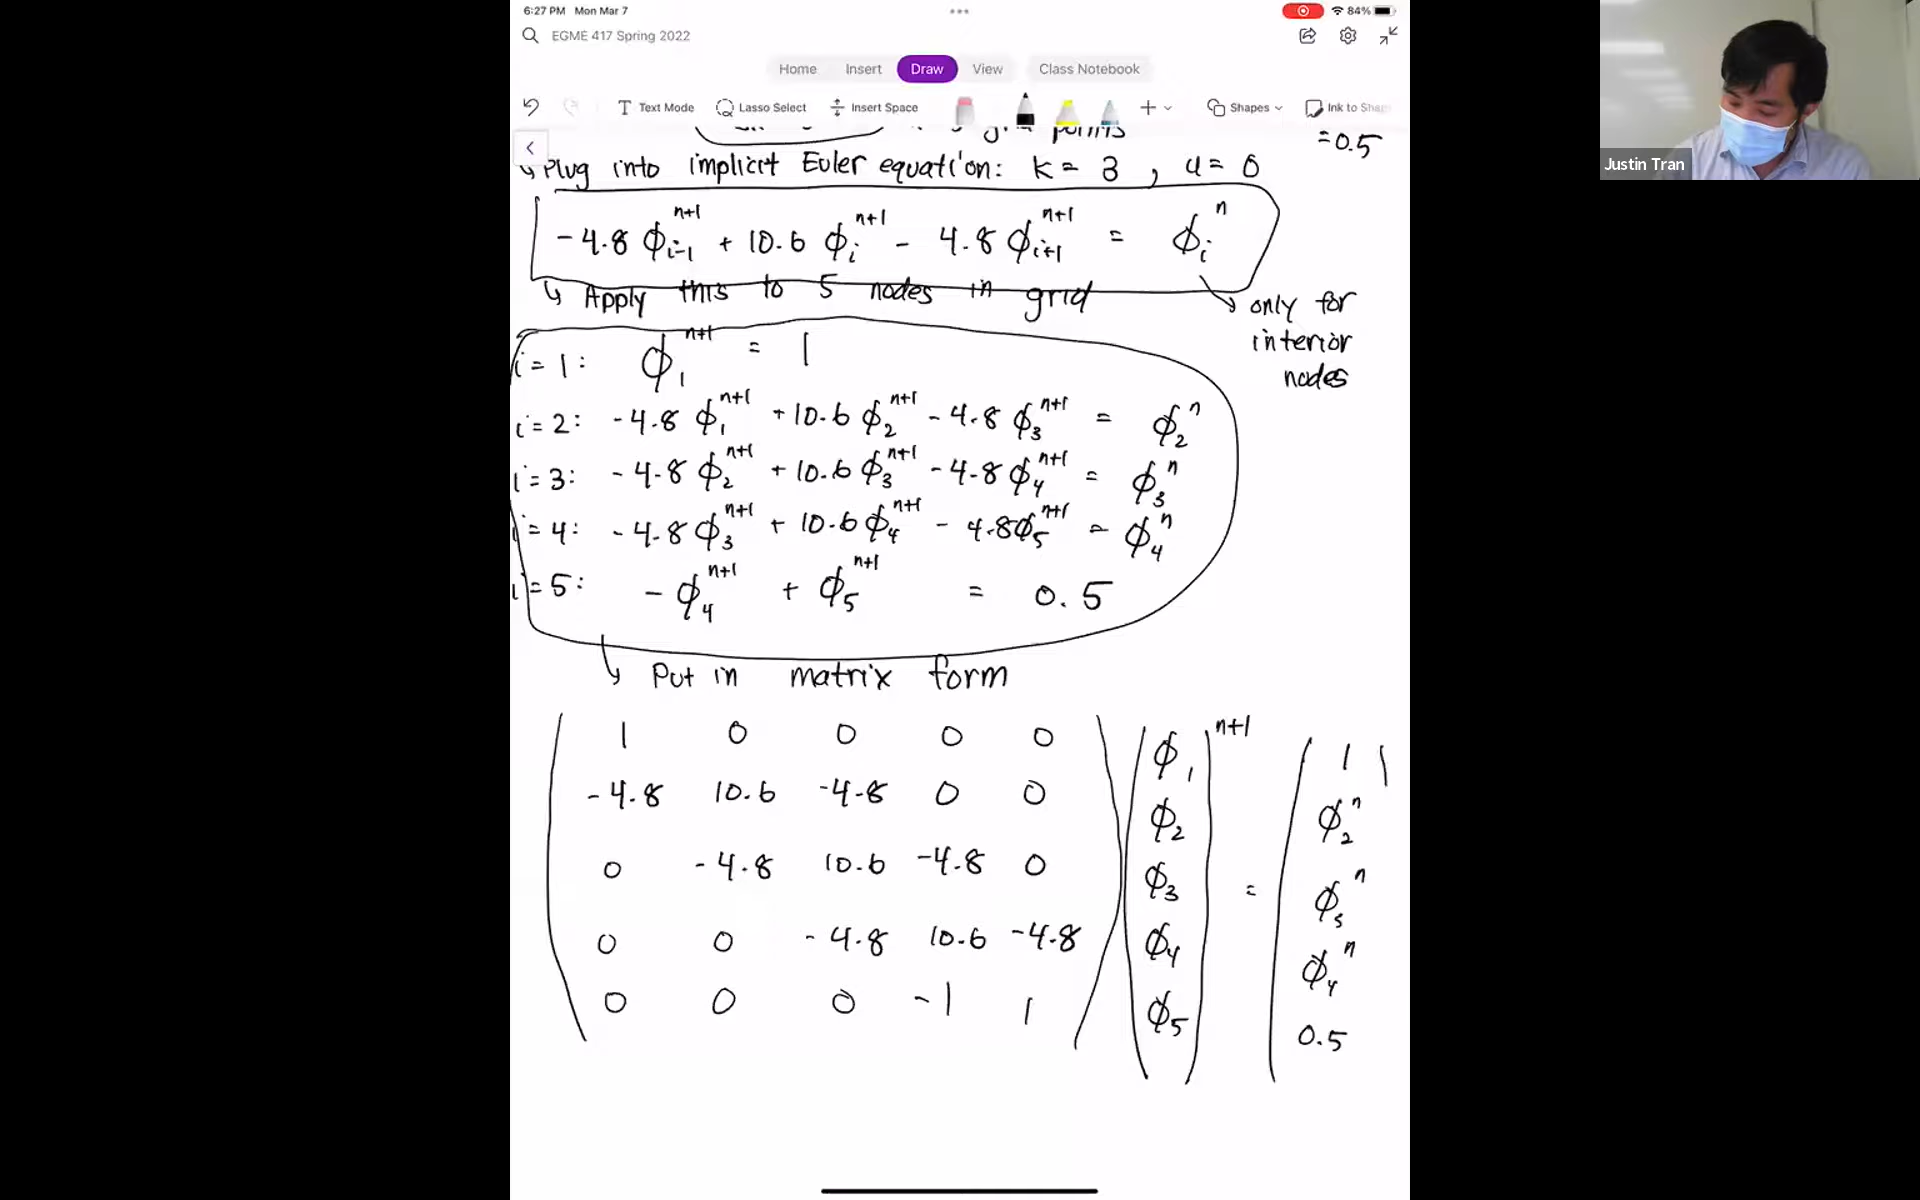 6:27 PM Mon Mar 7
84%
EGME 417 Spring 2022
Home Insert Draw View Class Notebook
Text Mode Lasso Select Insert Space Shapes Ink to Shap
Justin Tran
grid points = 0.5
↳ Plug into implicit Euler equation: k = 3 , u = 0
-4.8 ϕ_{i-1}^{n+1} + 10.6 ϕ_i^{n+1} - 4.8 ϕ_{i+1}^{n+1} = ϕ_i^n
↳ Apply this to 5 nodes in grid
↳ only for
interior
nodes
i = 1: ϕ_1^{n+1} = 1
i = 2: -4.8 ϕ_1^{n+1} + 10.6 ϕ_2^{n+1} - 4.8 ϕ_3^{n+1} = ϕ_2^n
i = 3: -4.8 ϕ_2^{n+1} + 10.6 ϕ_3^{n+1} - 4.8 ϕ_4^{n+1} = ϕ_3^n
i = 4: -4.8 ϕ_3^{n+1} + 10.6 ϕ_4^{n+1} - 4.8 ϕ_5^{n+1} = ϕ_4^n
i = 5: - ϕ_4^{n+1} + ϕ_5^{n+1} = 0.5
↳ Put in matrix form
1 0 0 0 0 ϕ_1 n+1 1
-4.8 10.6 -4.8 0 0 ϕ_2 ϕ_2^n
0 -4.8 10.6 -4.8 0 ϕ_3 = ϕ_3^n
0 0 -4.8 10.6 -4.8 ϕ_4 ϕ_4^n
0 0 0 -1 1 ϕ_5 0.5